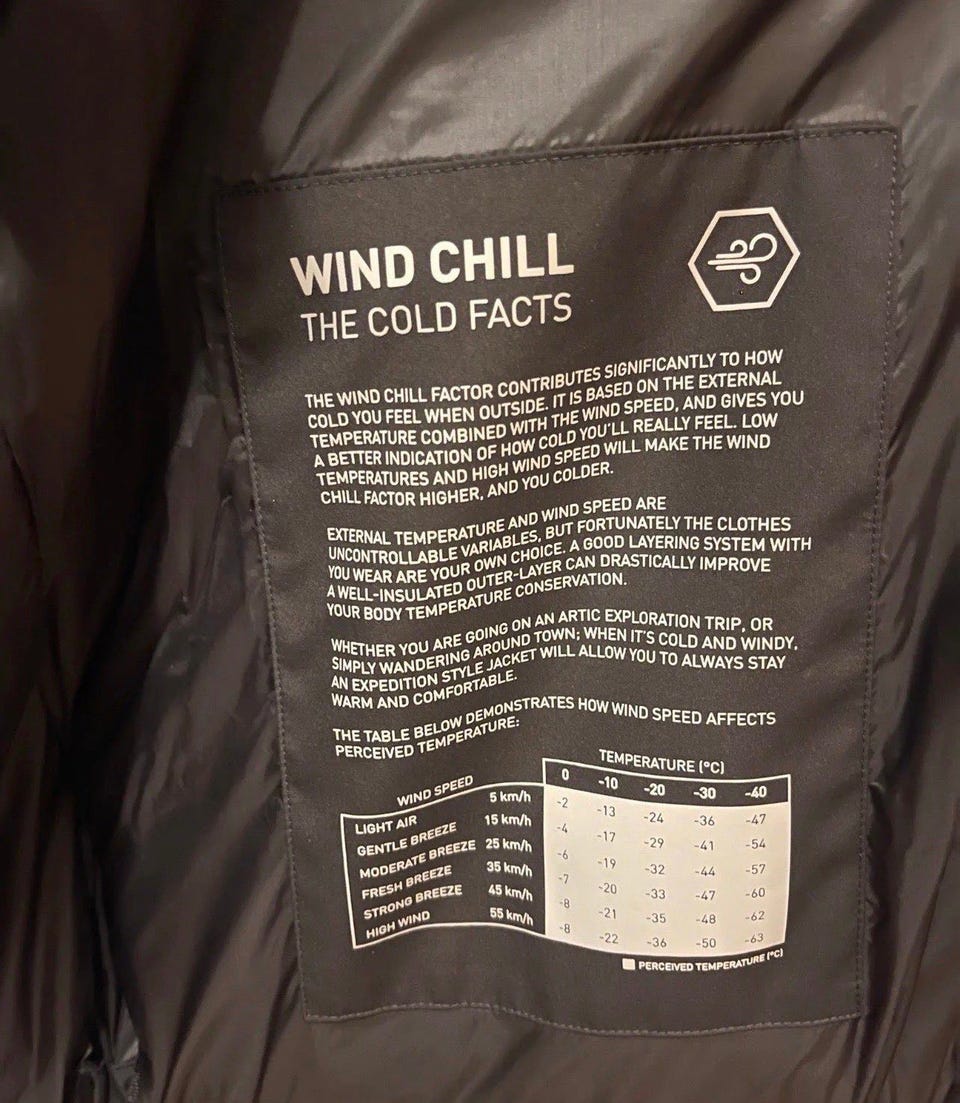 WIND CHILL
THE COLD FACTS
THE WIND CHILL FACTOR CONTRIBUTES SIGNIFICANTLY TO HOW
COLD YOU FEEL WHEN OUTSIDE. IT IS BASED ON THE EXTERNAL
TEMPERATURE COMBINED WITH THE WIND SPEED, AND GIVES YOU
A BETTER INDICATION OF HOW COLD YOU'LL REALLY FEEL. LOW
TEMPERATURES AND HIGH WIND SPEED WILL MAKE THE WIND
CHILL FACTOR HIGHER, AND YOU COLDER.
EXTERNAL TEMPERATURE AND WIND SPEED ARE
UNCONTROLLABLE VARIABLES, BUT FORTUNATELY THE CLOTHES
YOU WEAR ARE YOUR OWN CHOICE. A GOOD LAYERING SYSTEM WITH
A WELL-INSULATED OUTER-LAYER CAN DRASTICALLY IMPROVE
YOUR BODY TEMPERATURE CONSERVATION.
WHETHER YOU ARE GOING ON AN ARTIC EXPLORATION TRIP, OR
SIMPLY WANDERING AROUND TOWN; WHEN IT'S COLD AND WINDY,
AN EXPEDITION STYLE JACKET WILL ALLOW YOU TO ALWAYS STAY
WARM AND COMFORTABLE.
THE TABLE BELOW DEMONSTRATES HOW WIND SPEED AFFECTS
PERCEIVED TEMPERATURE:
TEMPERATURE (°C)
WIND SPEED 0 -10 -20 -30 -40
LIGHT AIR 5 km/h -2 -13 -24 -36 -47
GENTLE BREEZE 15 km/h -4 -17 -29 -41 -54
MODERATE BREEZE 25 km/h -6 -19 -32 -44 -57
FRESH BREEZE 35 km/h -7 -20 -33 -47 -60
STRONG BREEZE 45 km/h -8 -21 -35 -48 -62
HIGH WIND 55 km/h -8 -22 -36 -50 -63
PERCEIVED TEMPERATURE (°C)